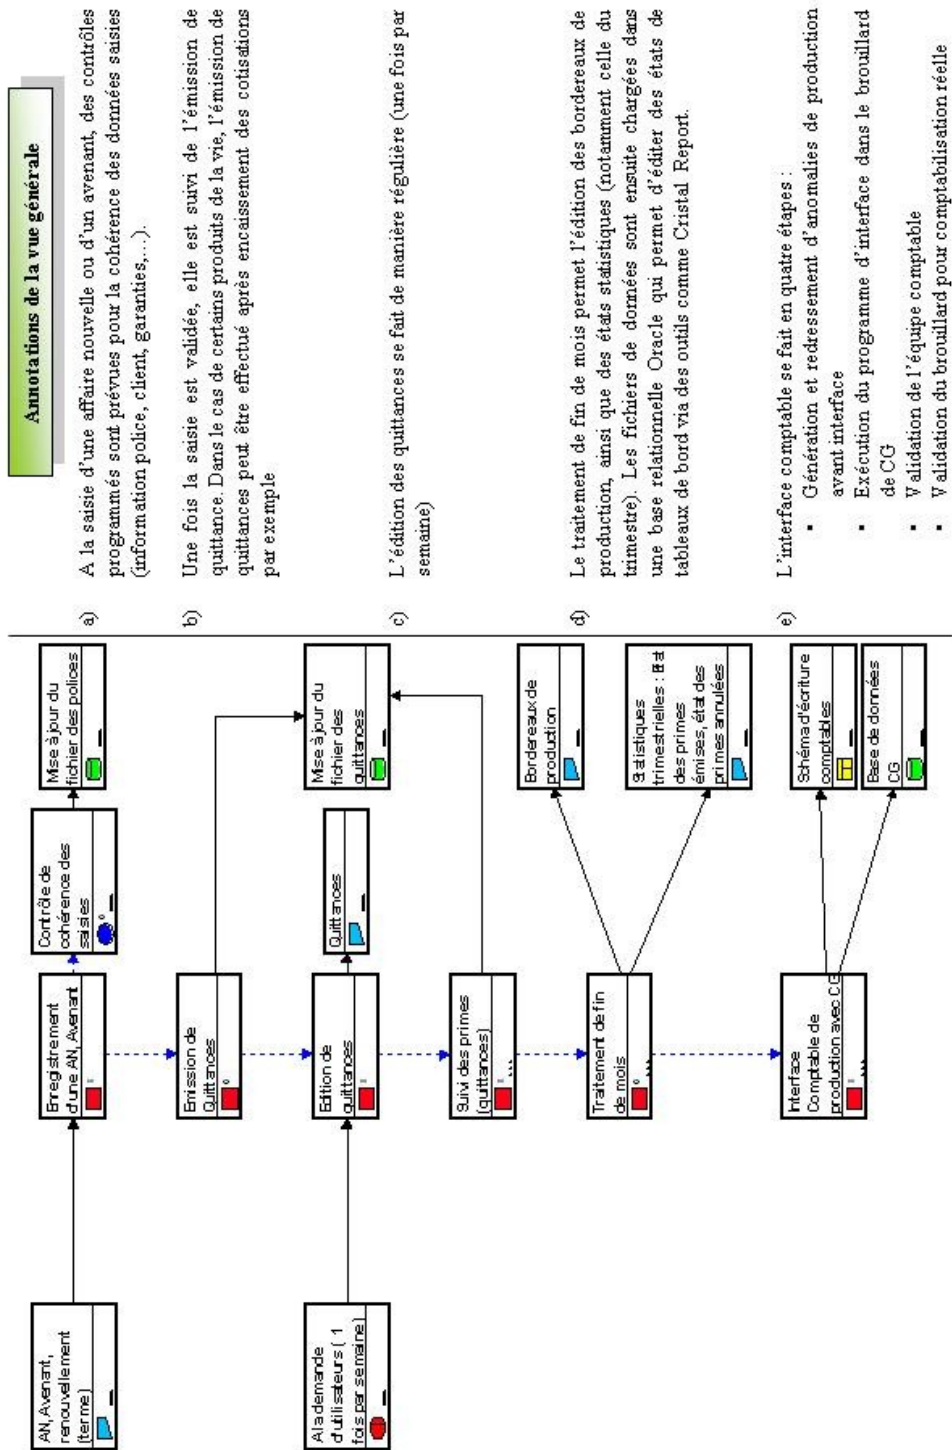 AN,Avenant,
renouvellement
(terme)
Enregistrement
d'une AN,Avenant
Contrôle de
cohérence des
saisies
Mise à jour du
fichier des polices
Emission de
Quittances
Mise à jour du
fichier des
quittances
A la demande
d'utilisateurs ( 1
fois par semaine)
Edition de
quittances
Quittances
Suivi des primes
(quittances)
Traitement de fin
de mois
Bordereaux de
production
Statistiques
trimestrielles : Etat
des primes
émises, état des
primes annulées
Interface
Comptable de
production avec CG
Schéma d'écriture
comptables
Base de données
CG
Annotations de la vue générale
a) A la saisie d'une affaire nouvelle ou d'un avenant, des contrôles
programmés sont prévues pour la cohérence des données saisies
(information police, client, garanties,...).
b) Une fois la saisie est validée, elle est suivi de l'émission de
quittance. Dans le cas de certains produits de la vie, l'émission de
quittances peut être effectué après encaissement des cotisations
par exemple
c) L'édition des quittances se fait de manière régulière (une fois par
semaine)
d) Le traitement de fin de mois permet l'édition des bordereaux de
production, ainsi que des états statistiques (notamment celle du
trimestre). Les fichiers de données sont ensuite chargées dans
une base relationnelle Oracle qui permet d'éditer des états de
tableaux de bord via des outils comme Cristal Report.
e) L'interface comptable se fait en quatre étapes :
▪ Génération et redressement d'anomalies de production
avant interface
▪ Exécution du programme d'interface dans le brouillard
de CG
▪ Validation de l'équipe comptable
▪ Validation du brouillard pour comptabilisation réelle